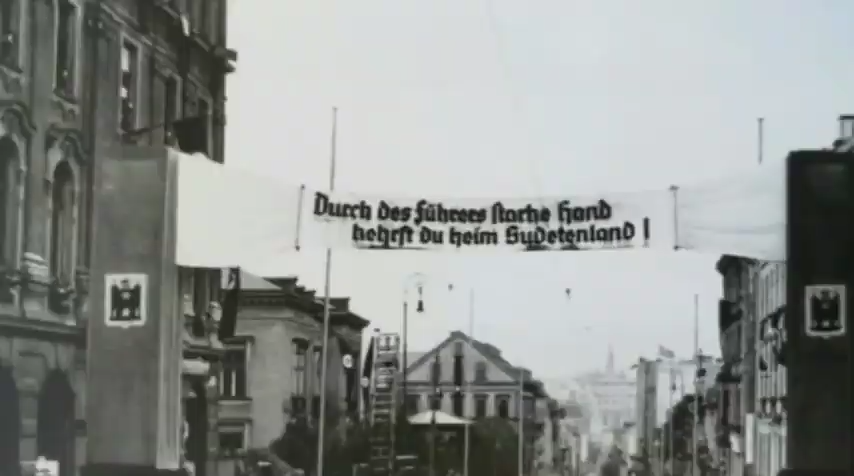 Durch des Führers starke Hand
kehrst du heim Sudetenland !